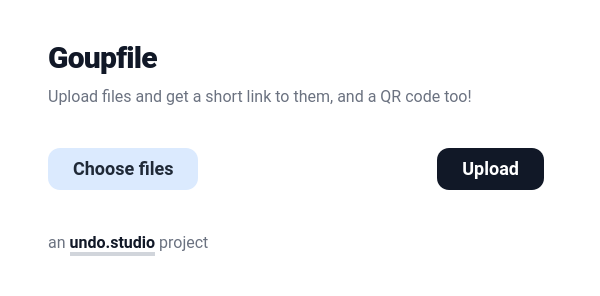 Goupfile
Upload files and get a short link to them, and a QR code too!
Choose files
Upload
an undo.studio project